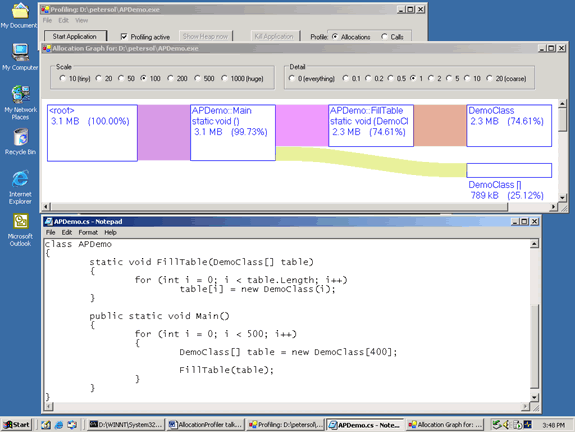 My Document
My Computer
My Network
Places
Recycle Bin
Internet
Explorer
Microsoft
Outlook
Profiling: D:\petersol\APDemo.exe
File Edit View
Start Application
Profiling active
Show Heap now
Kill Application
Profile:
Allocations
Calls
Allocation Graph for: D:\petersol\APDemo.exe
Scale
10 (tiny) 20 50 100 200 500 1000 (huge)
Detail
0 (everything) 0.1 0.2 0.5 1 2 5 10 20 (coarse)
<root>
3.1 MB (100.00%)
APDemo::Main
static void ()
3.1 MB (99.73%)
APDemo::FillTable
static void (DemoCl
2.3 MB (74.61%)
DemoClass
2.3 MB (74.61%)
DemoClass []
789 kB (25.12%)
APDemo.cs - Notepad
File Edit Format Help
class APDemo
{
static void FillTable(DemoClass[] table)
{
for (int i = 0; i < table.Length; i++)
table[i] = new DemoClass(i);
}
public static void Main()
{
for (int i = 0; i < 500; i++)
{
DemoClass[] table = new DemoClass[400];
FillTable(table);
}
}
}
Start
D:\WINNT\System32...
AllocationProfiler talk...
Profiling: D:\petersol\...
APDemo.cs - Note...
Allocation Graph for: ...
3:48 PM